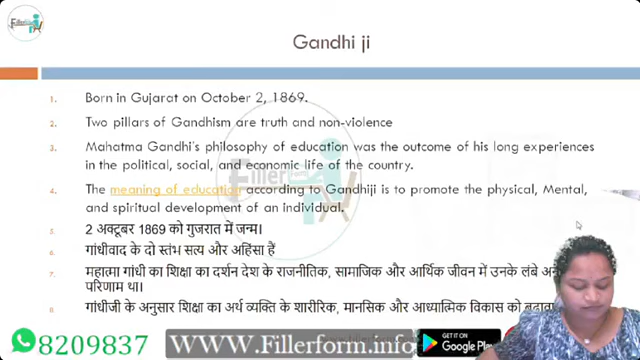 Fillerform
Gandhi ji
1. Born in Gujarat on October 2, 1869.
2. Two pillars of Gandhism are truth and non-violence
3. Mahatma Gandhi's philosophy of education was the outcome of his long experiences
in the political, social, and economic life of the country.
4. The meaning of education according to Gandhiji is to promote the physical, Mental,
and spiritual development of an individual.
5. 2 अक्टूबर 1869 को गुजरात में जन्म।
6. गांधीवाद के दो स्तंभ सत्य और अहिंसा हैं
7. महात्मा गांधी का शिक्षा का दर्शन देश के राजनीतिक, सामाजिक और आर्थिक जीवन में उनके लंबे
परिणाम था।
8. गांधीजी के अनुसार शिक्षा का अर्थ व्यक्ति के शारीरिक, मानसिक और आध्यात्मिक विकास को
8209837 www.Fillerform.info GET IT ON Google Play